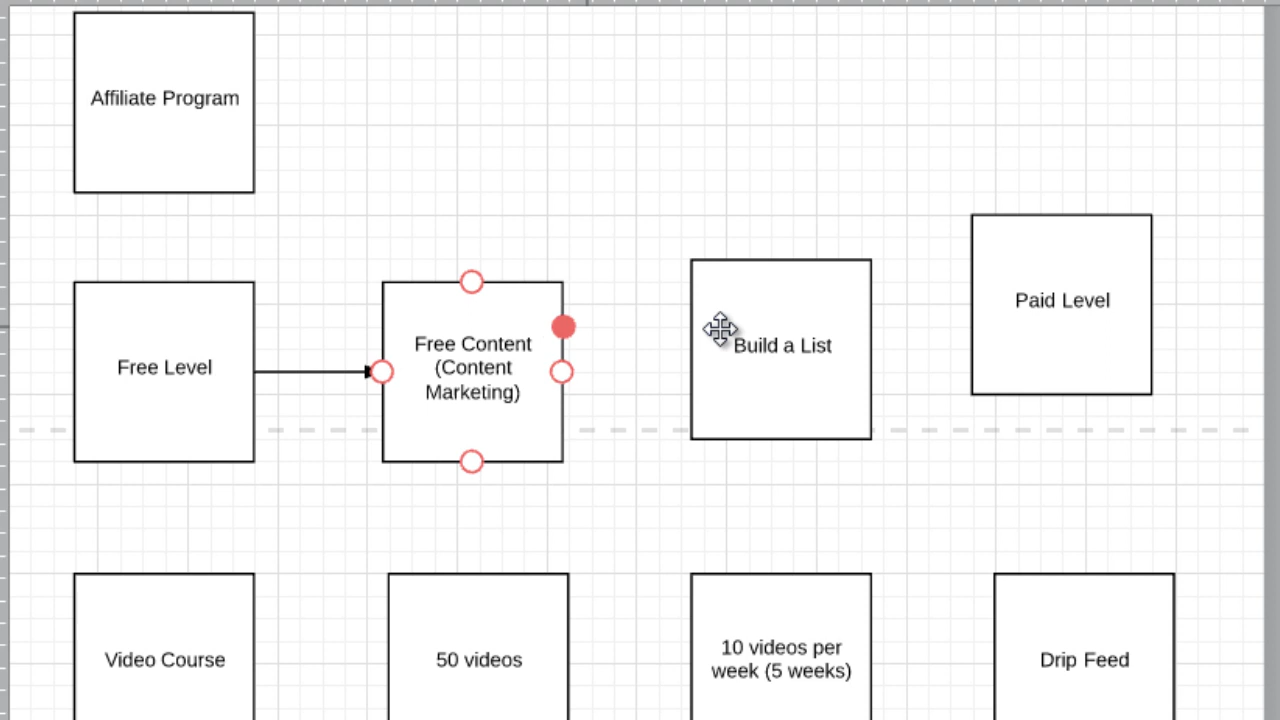 Affiliate Program
Free Level
Free Content
(Content
Marketing)
Build a List
Paid Level
Video Course
50 videos
10 videos per
week (5 weeks)
Drip Feed